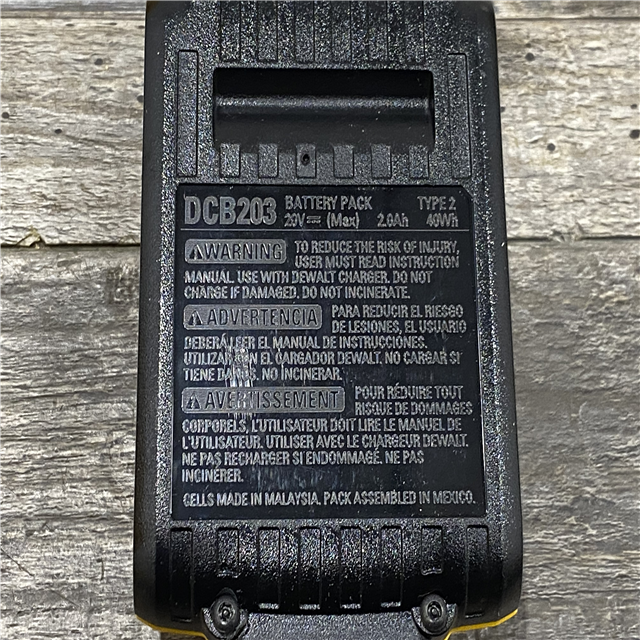 DCB203 BATTERY PACK TYPE 2
20V ⎓ (Max) 2.0Ah 40Wh
⚠WARNING TO REDUCE THE RISK OF INJURY,
USER MUST READ INSTRUCTION
MANUAL. USE WITH DEWALT CHARGER. DO NOT
CHARGE IF DAMAGED. DO NOT INCINERATE.
⚠ADVERTENCIA PARA REDUCIR EL RIESGO
DE LESIONES, EL USUARIO
DEBERÁ LEER EL MANUAL DE INSTRUCCIONES.
UTILIZAR CON EL CARGADOR DEWALT. NO CARGAR SI
TIENE DAÑOS. NO INCINERAR.
⚠AVERTISSEMENT POUR RÉDUIRE TOUT
RISQUE DE DOMMAGES
CORPORELS, L'UTILISATEUR DOIT LIRE LE MANUEL DE
L'UTILISATEUR. UTILISER AVEC LE CHARGEUR DEWALT.
NE PAS RECHARGER SI ENDOMMAGÉ. NE PAS
INCINÉRER.
CELLS MADE IN MALAYSIA. PACK ASSEMBLED IN MEXICO.